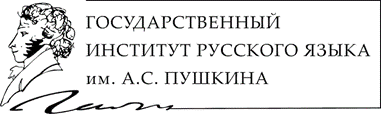 ГОСУДАРСТВЕННЫЙ
ИНСТИТУТ РУССКОГО ЯЗЫКА
им. А.С. ПУШКИНА